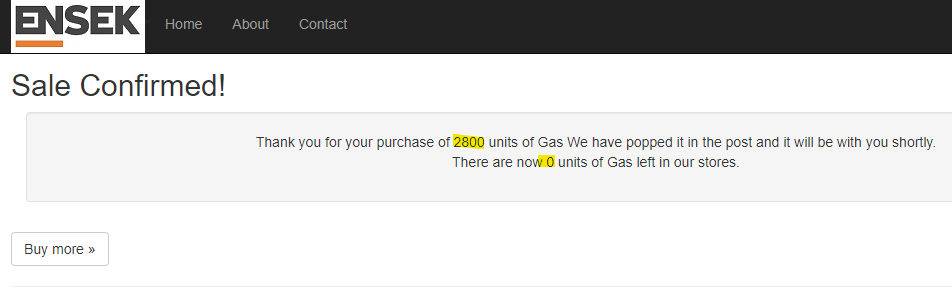 ENSEK Home About Contact
Sale Confirmed!
Thank you for your purchase of 2800 units of Gas We have popped it in the post and it will be with you shortly.
There are now 0 units of Gas left in our stores.
Buy more »